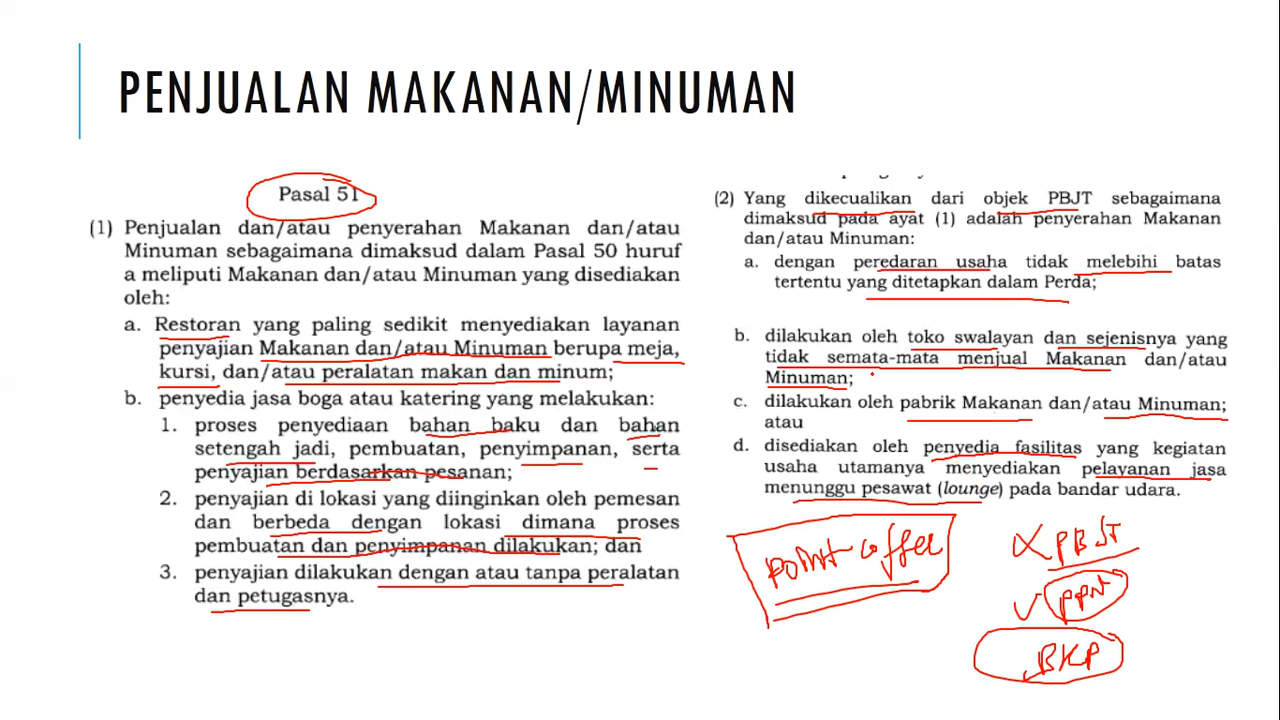 PENJUALAN MAKANAN/MINUMAN
Pasal 51
(1) Penjualan dan/atau penyerahan Makanan dan/atau
Minuman sebagaimana dimaksud dalam Pasal 50 huruf
a meliputi Makanan dan/atau Minuman yang disediakan
oleh:
a. Restoran yang paling sedikit menyediakan layanan
penyajian Makanan dan/atau Minuman berupa meja,
kursi, dan/atau peralatan makan dan minum;
b. penyedia jasa boga atau katering yang melakukan:
1. proses penyediaan bahan baku dan bahan
setengah jadi, pembuatan, penyimpanan, serta
penyajian berdasarkan pesanan;
2. penyajian di lokasi yang diinginkan oleh pemesan
dan berbeda dengan lokasi dimana proses
pembuatan dan penyimpanan dilakukan; dan
3. penyajian dilakukan dengan atau tanpa peralatan
dan petugasnya.
(2) Yang dikecualikan dari objek PBJT sebagaimana
dimaksud pada ayat (1) adalah penyerahan Makanan
dan/atau Minuman:
a. dengan peredaran usaha tidak melebihi batas
tertentu yang ditetapkan dalam Perda;
b. dilakukan oleh toko swalayan dan sejenisnya yang
tidak semata-mata menjual Makanan dan/atau
Minuman;
c. dilakukan oleh pabrik Makanan dan/atau Minuman;
atau
d. disediakan oleh penyedia fasilitas yang kegiatan
usaha utamanya menyediakan pelayanan jasa
menunggu pesawat (lounge) pada bandar udara.
Point coffee
PBJT
PPN
BKP